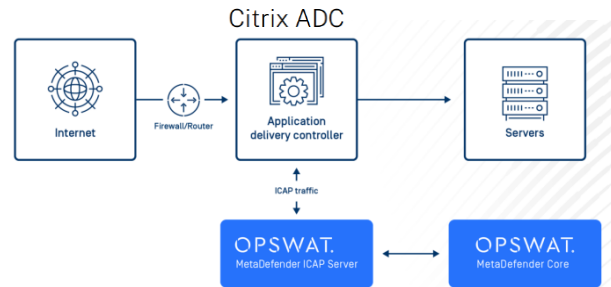 Citrix ADC
Internet
Firewall/Router
Application
delivery controller
Servers
ICAP traffic
OPSWAT.
MetaDefender ICAP Server
OPSWAT.
MetaDefender Core